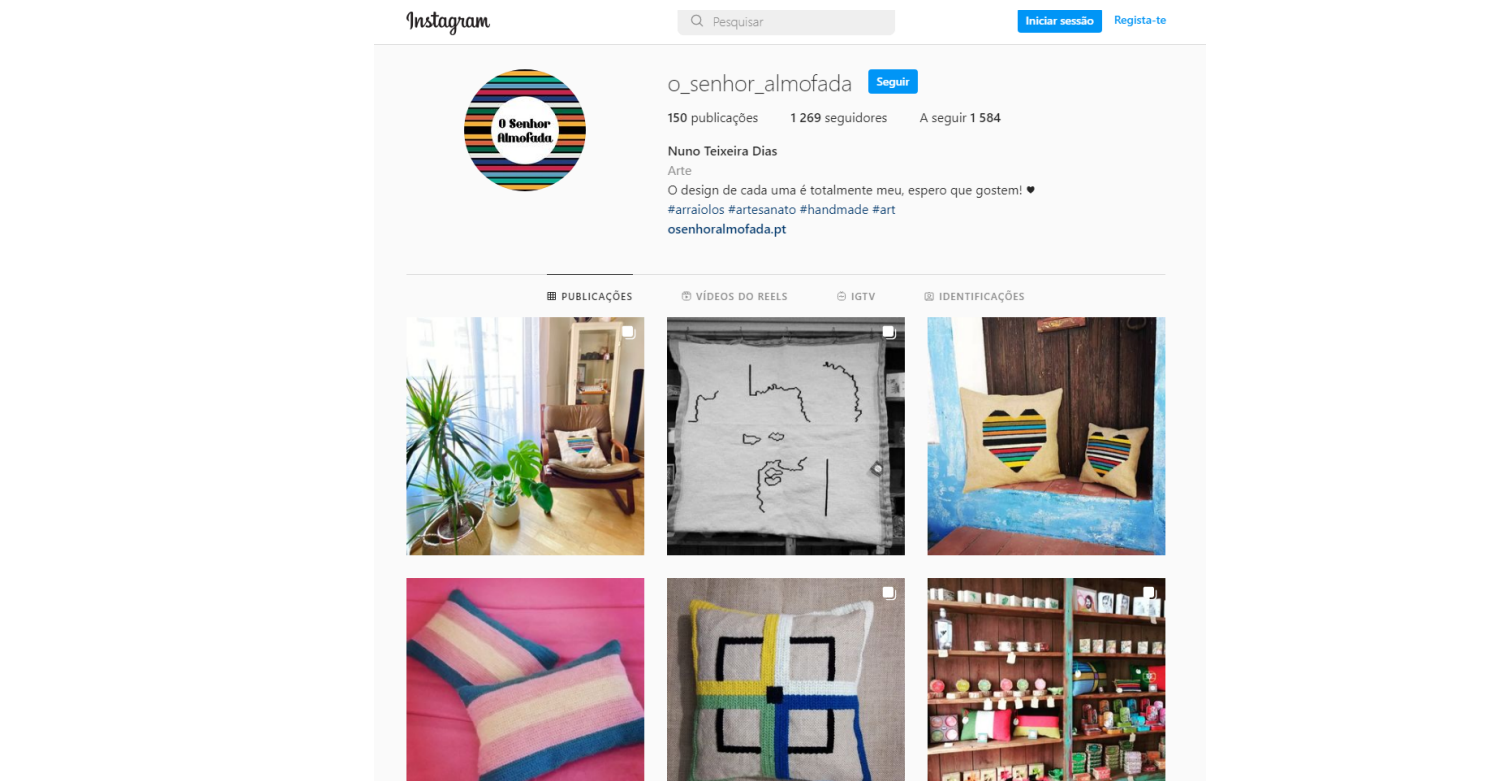 Instagram
Pesquisar
Iniciar sessão
Regista-te
O Senhor
Almofada
o_senhor_almofada
Seguir
150 publicações 1 269 seguidores A seguir 1 584
Nuno Teixeira Dias
Arte
O design de cada uma é totalmente meu, espero que gostem! ♥
#arraiolos #artesanato #handmade #art
osenhoralmofada.pt
PUBLICAÇÕES VÍDEOS DO REELS IGTV IDENTIFICAÇÕES